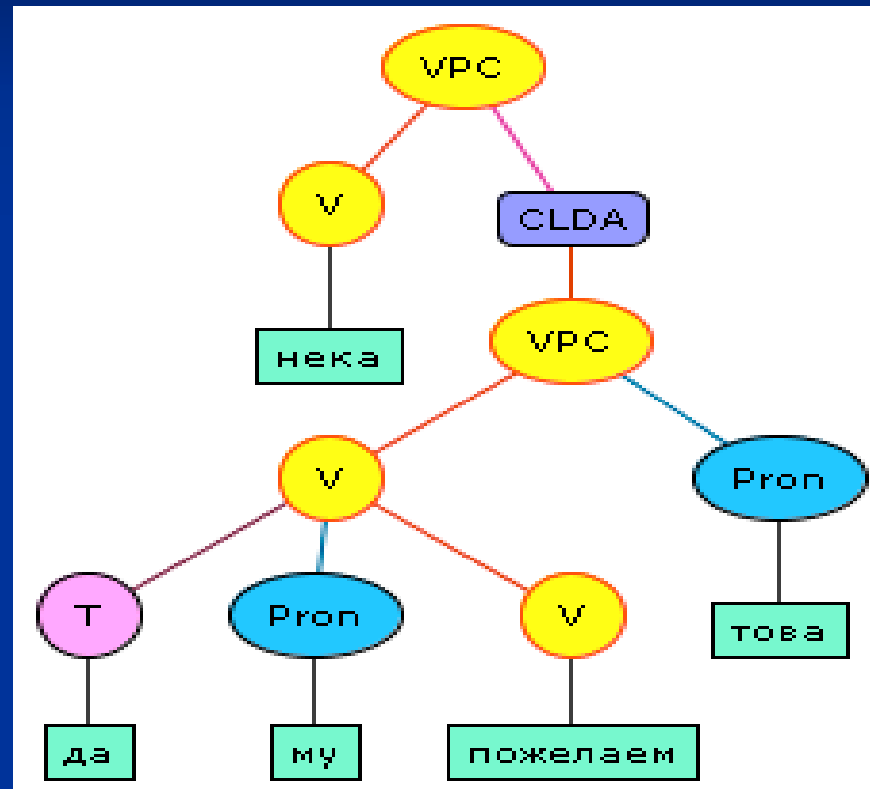 VPC
V
CLDA
нека
VPC
V
Pron
T
Pron
V
това
да
му
пожелаем